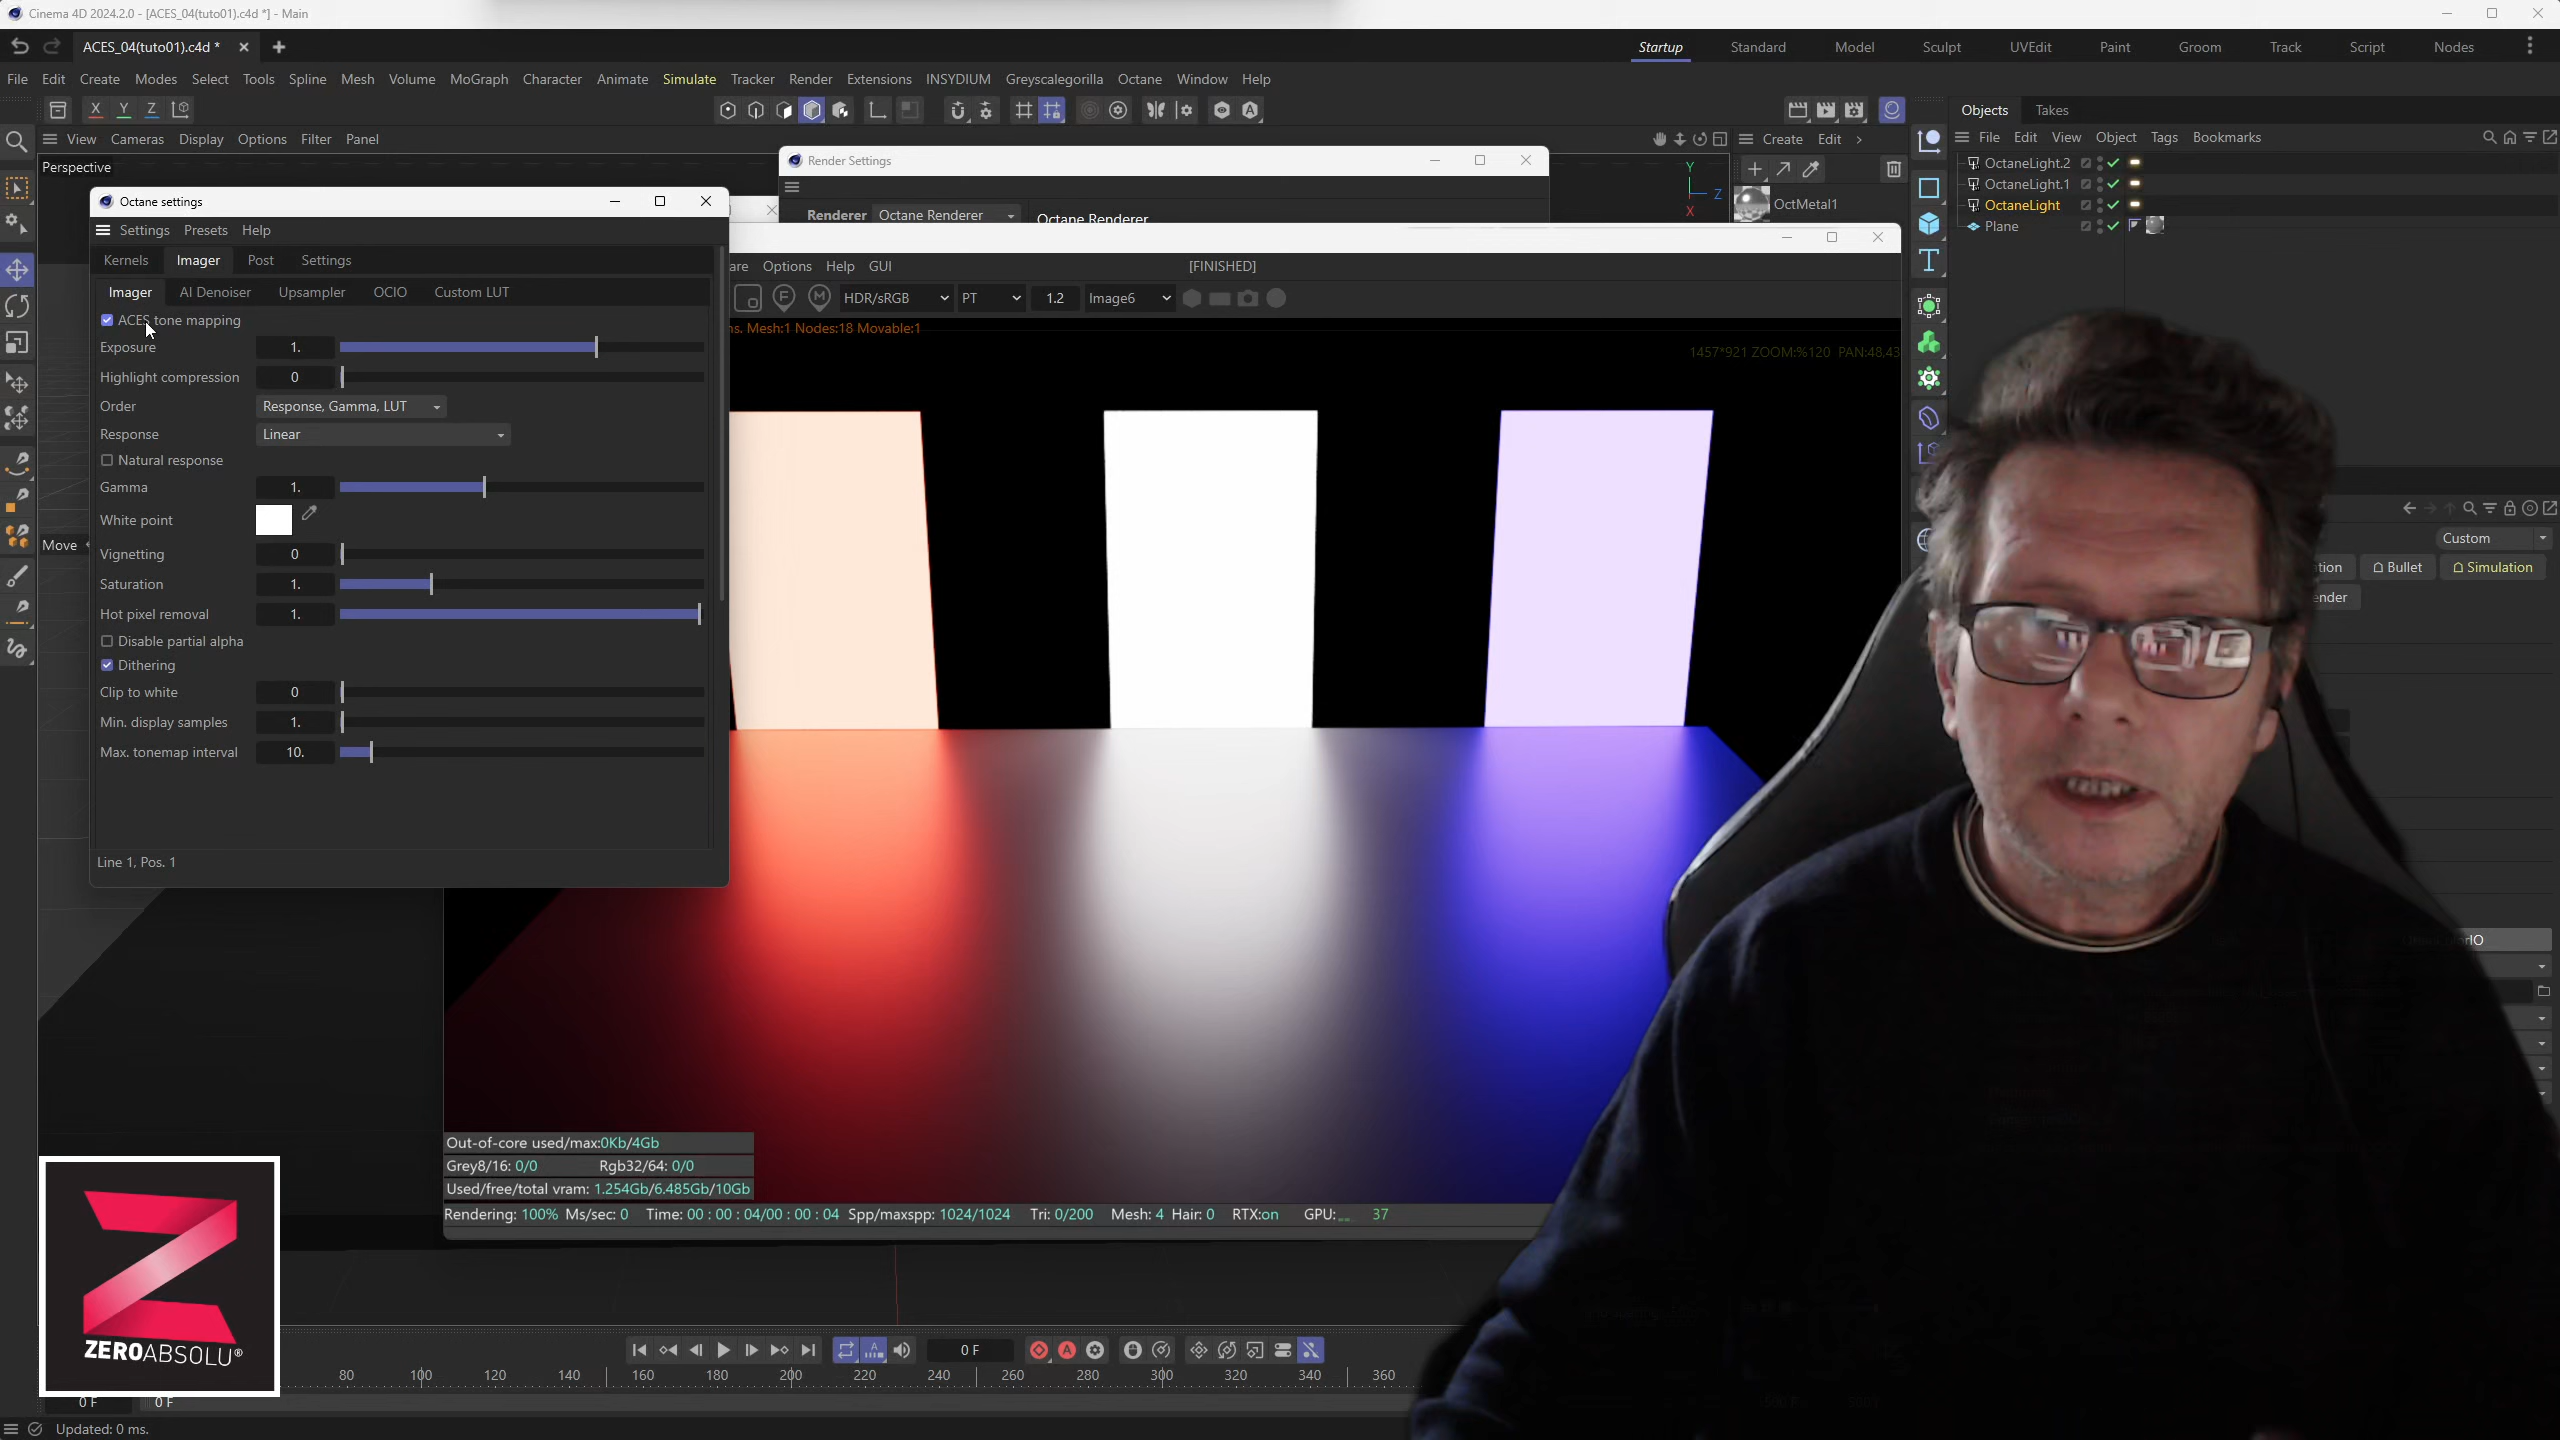 Cinema 4D 2024.2.0 - [ACES_04(tuto01).c4d *] - Main
ACES_04(tuto01).c4d *
Startup Standard Model Sculpt UVEdit Paint Groom Track Script Nodes
File Edit Create Modes Select Tools Spline Mesh Volume MoGraph Character Animate Simulate Tracker Render Extensions INSYDIUM Greyscalegorilla Octane Window Help
X Y Z
Objects Takes
View Cameras Display Options Filter Panel
Create Edit
File Edit View Object Tags Bookmarks
Perspective
Render Settings
Y
Z
X
OctaneLight.2
OctaneLight.1
OctaneLight
Plane
OctMetal1
Renderer Octane Renderer Octane Renderer
Octane settings
Settings Presets Help
Kernels Imager Post Settings
Imager AI Denoiser Upsampler OCIO Custom LUT
ACES tone mapping
Exposure 1.
Highlight compression 0
Order Response, Gamma, LUT
Response Linear
Natural response
Gamma 1.
White point
Vignetting 0
Saturation 1.
Hot pixel removal 1.
Disable partial alpha
Dithering
Clip to white 0
Min. display samples 1.
Max. tonemap interval 10.
Line 1, Pos. 1
are Options Help GUI [FINISHED]
HDR/sRGB PT 1.2 Image6
ns. Mesh:1 Nodes:18 Movable:1
1457*921 ZOOM:%120 PAN:48,43
Move
Custom
tion Bullet Simulation
ender
Out-of-core used/max:0Kb/4Gb
Grey8/16: 0/0 Rgb32/64: 0/0
Used/free/total vram: 1.254Gb/6.485Gb/10Gb
Rendering: 100% Ms/sec: 0 Time: 00 : 00 : 04/00 : 00 : 04 Spp/maxspp: 1024/1024 Tri: 0/200 Mesh: 4 Hair: 0 RTX:on GPU: 37
ZEROABSOLU®
0 F
80 100 120 140 160 180 200 220 240 260 280 300 320 340 360
0 F 0 F
Updated: 0 ms.